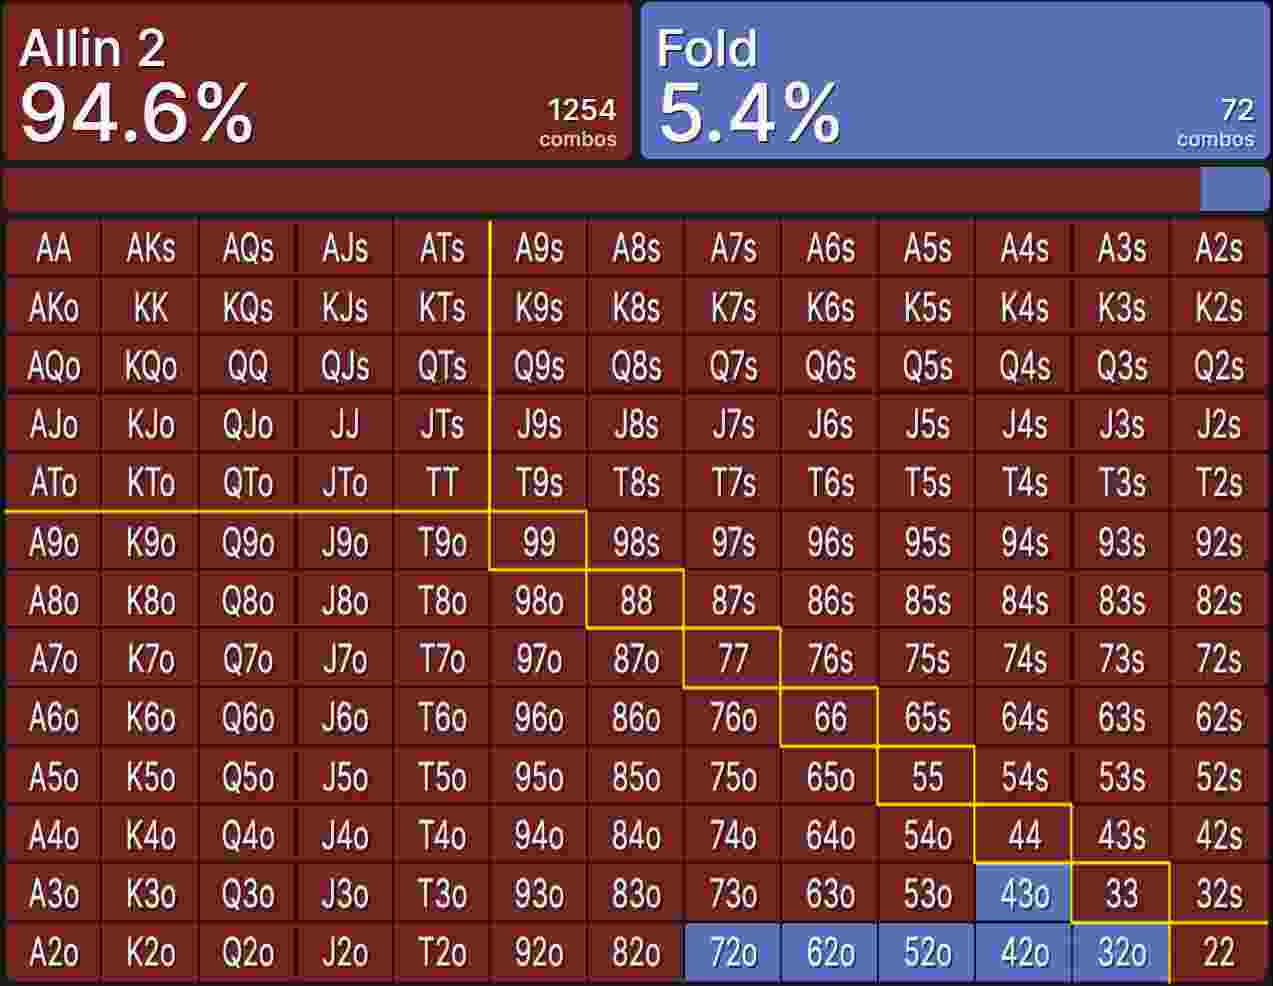 Allin 2
94.6%
1254
combos
Fold
5.4%
72
combos
AA AKs AQs AJs ATs A9s A8s A7s A6s A5s A4s A3s A2s
AKo KK KQs KJs KTs K9s K8s K7s K6s K5s K4s K3s K2s
AQo KQo QQ QJs QTs Q9s Q8s Q7s Q6s Q5s Q4s Q3s Q2s
AJo KJo QJo JJ JTs J9s J8s J7s J6s J5s J4s J3s J2s
ATo KTo QTo JTo TT T9s T8s T7s T6s T5s T4s T3s T2s
A9o K9o Q9o J9o T9o 99 98s 97s 96s 95s 94s 93s 92s
A8o K8o Q8o J8o T8o 98o 88 87s 86s 85s 84s 83s 82s
A7o K7o Q7o J7o T7o 97o 87o 77 76s 75s 74s 73s 72s
A6o K6o Q6o J6o T6o 96o 86o 76o 66 65s 64s 63s 62s
A5o K5o Q5o J5o T5o 95o 85o 75o 65o 55 54s 53s 52s
A4o K4o Q4o J4o T4o 94o 84o 74o 64o 54o 44 43s 42s
A3o K3o Q3o J3o T3o 93o 83o 73o 63o 53o 43o 33 32s
A2o K2o Q2o J2o T2o 92o 82o 72o 62o 52o 42o 32o 22